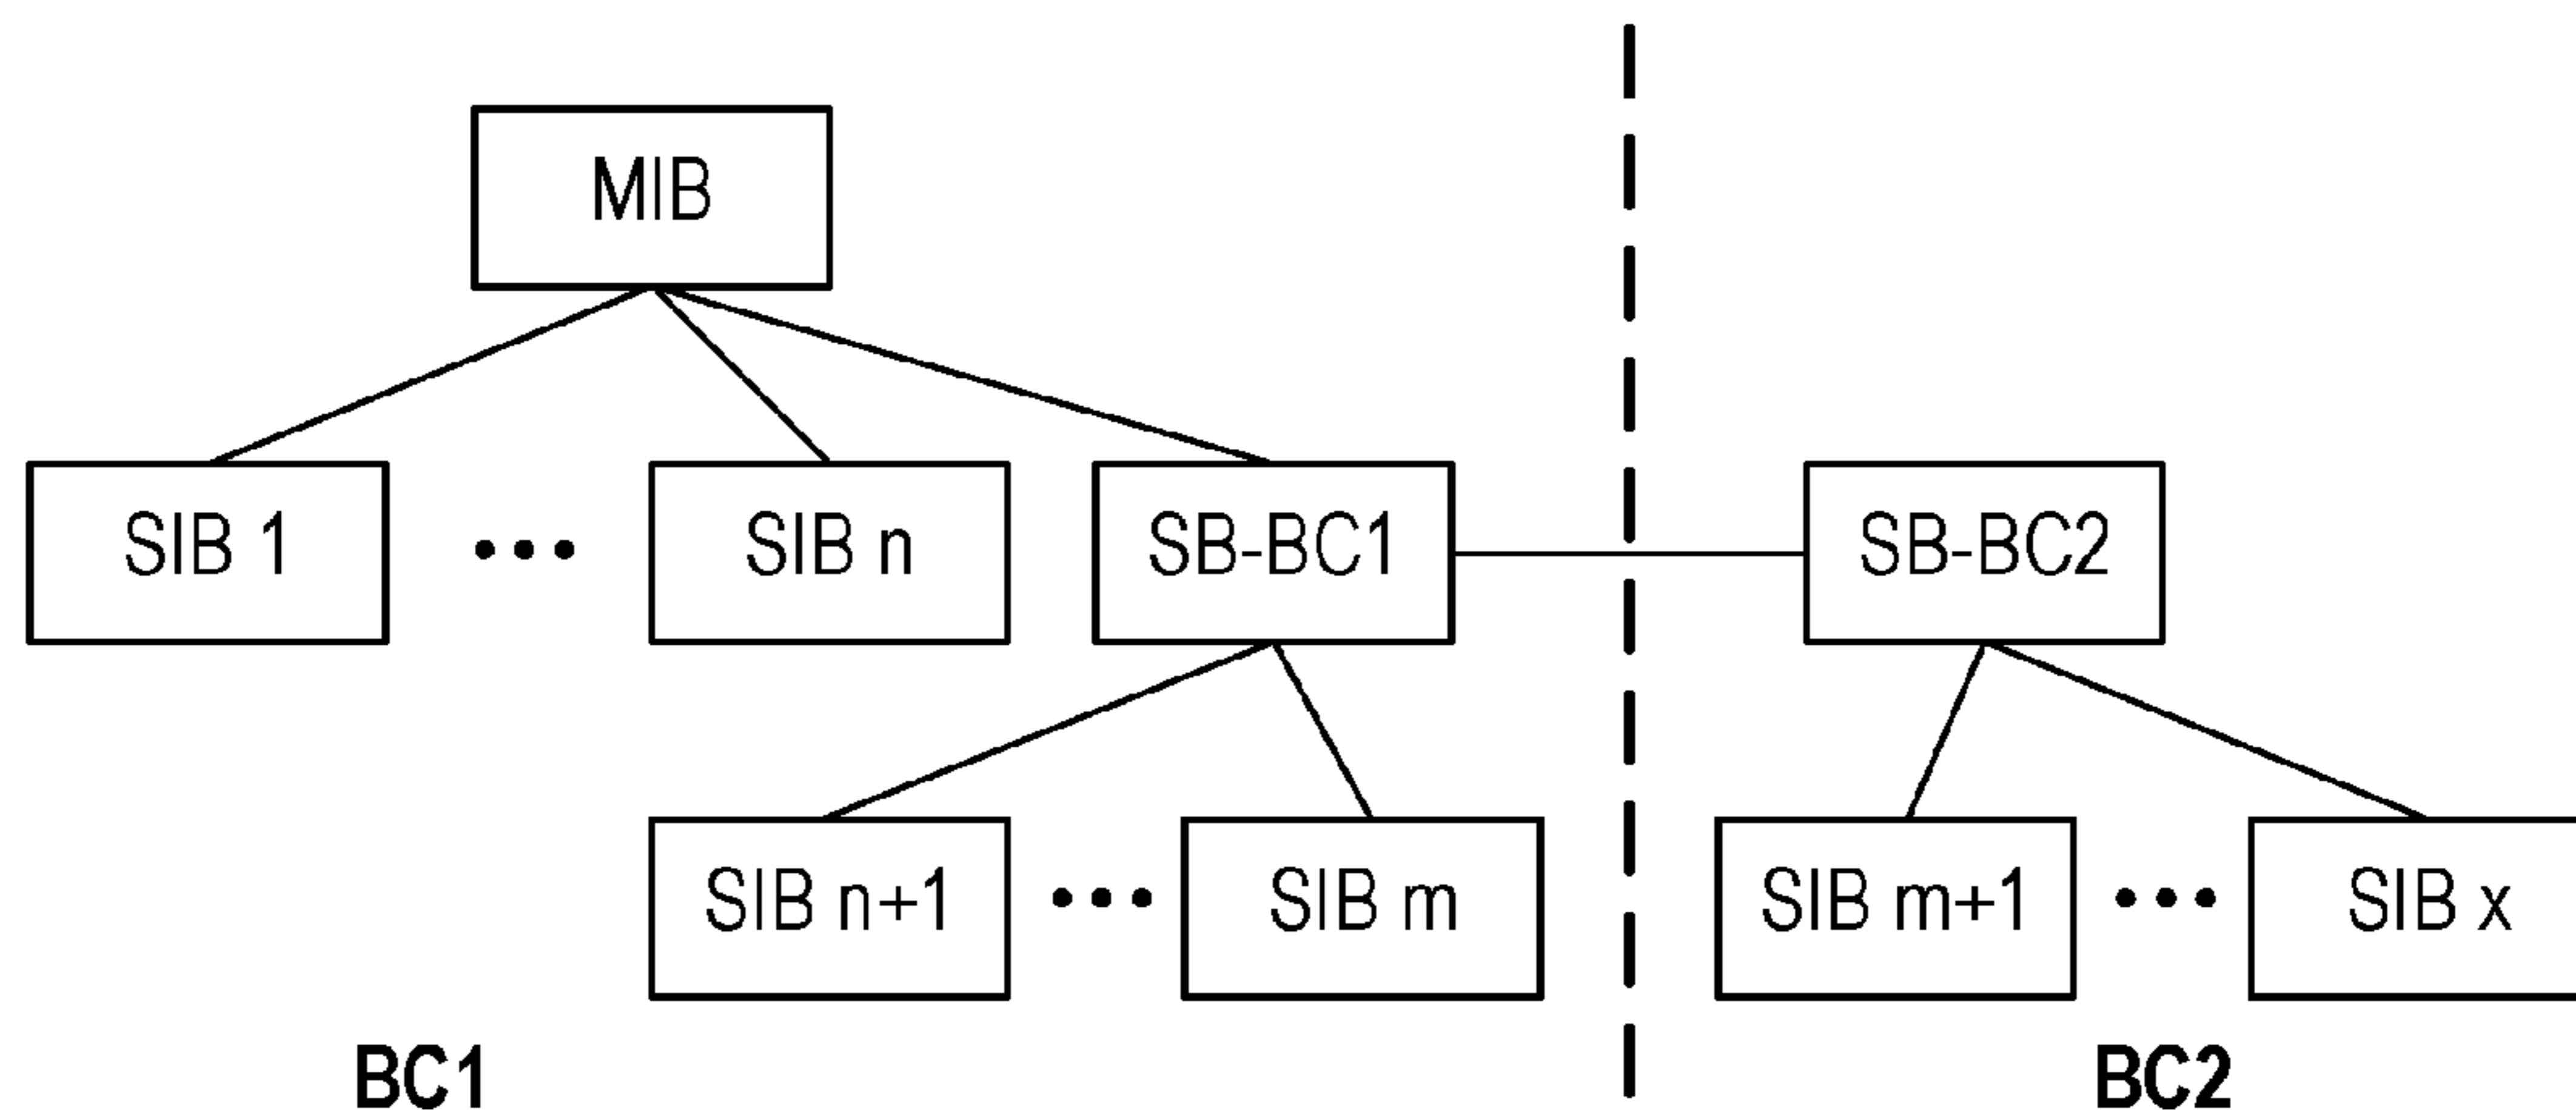 MIB
SIB 1 ••• SIB n SB-BC1 SB-BC2
SIB n+1 ••• SIB m SIB m+1 ••• SIB x
BC1 BC2